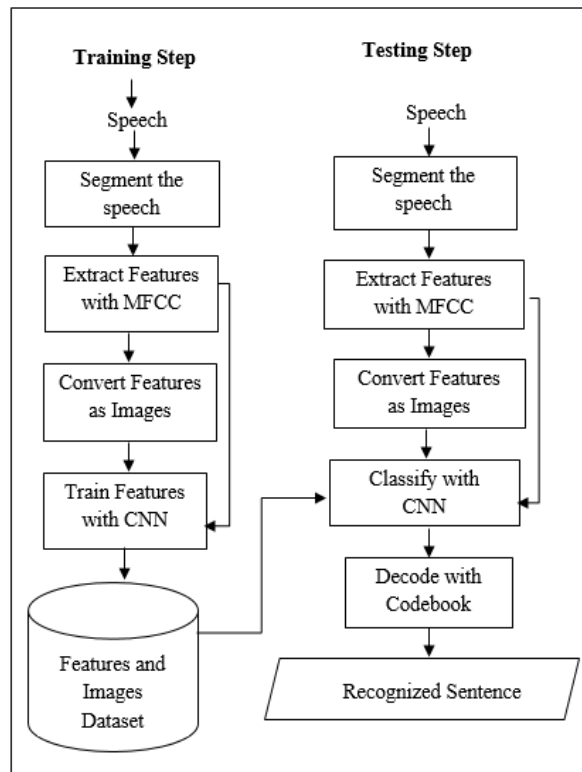 Training Step
Speech
Segment the
speech
Extract Features
with MFCC
Convert Features
as Images
Train Features
with CNN
Features and
Images
Dataset
Testing Step
Speech
Segment the
speech
Extract Features
with MFCC
Convert Features
as Images
Classify with
CNN
Decode with
Codebook
Recognized Sentence